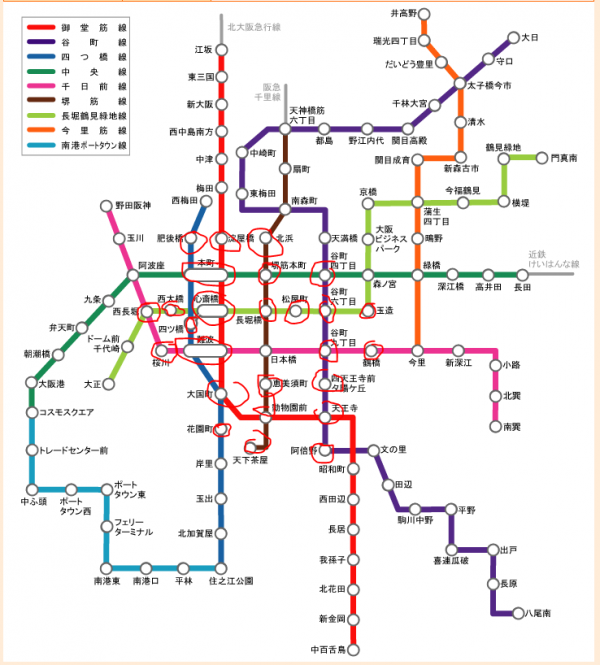 御堂筋線
谷町線
四つ橋線
中央線
千日前線
堺筋線
長堀鶴見緑地線
今里筋線
南港ポートタウン線
北大阪急行線
江坂
東三国
新大阪
西中島南方
中津
梅田
西梅田
阪急
千里線
天神橋筋
六丁目
都島
野江内代
関目高殿
千林大宮
井高野
瑞光四丁目
だいどう豊里
太子橋今市
守口
大日
清水
新森古市
関目成育
鶴見緑地
門真南
横堤
今福鶴見
蒲生
四丁目
京橋
大阪
ビジネス
パーク
鴫野
緑橋
深江橋
高井田
長田
近鉄
けいはんな線
中崎町
扇町
東梅田
南森町
天満橋
谷町
四丁目
森ノ宮
野田阪神
玉川
阿波座
肥後橋
淀屋橋
北浜
本町
堺筋本町
九条
西長堀
西大橋
心斎橋
長堀橋
松屋町
谷町
六丁目
玉造
弁天町
ドーム前
千代崎
四ツ橋
朝潮橋
大正
桜川
難波
日本橋
谷町
九丁目
鶴橋
今里
新深江
小路
北巽
南巽
大阪港
コスモスクエア
トレードセンター前
中ふ頭
ポート
タウン西
ポート
タウン東
フェリー
ターミナル
南港東
南港口
平林
住之江公園
大国町
恵美須町
四天王寺前
夕陽ケ丘
動物園前
天王寺
花園町
天下茶屋
阿倍野
文の里
昭和町
田辺
岸里
西田辺
駒川中野
平野
玉出
長居
喜連瓜破
出戸
北加賀屋
我孫子
長原
北花田
八尾南
新金岡
中百舌鳥